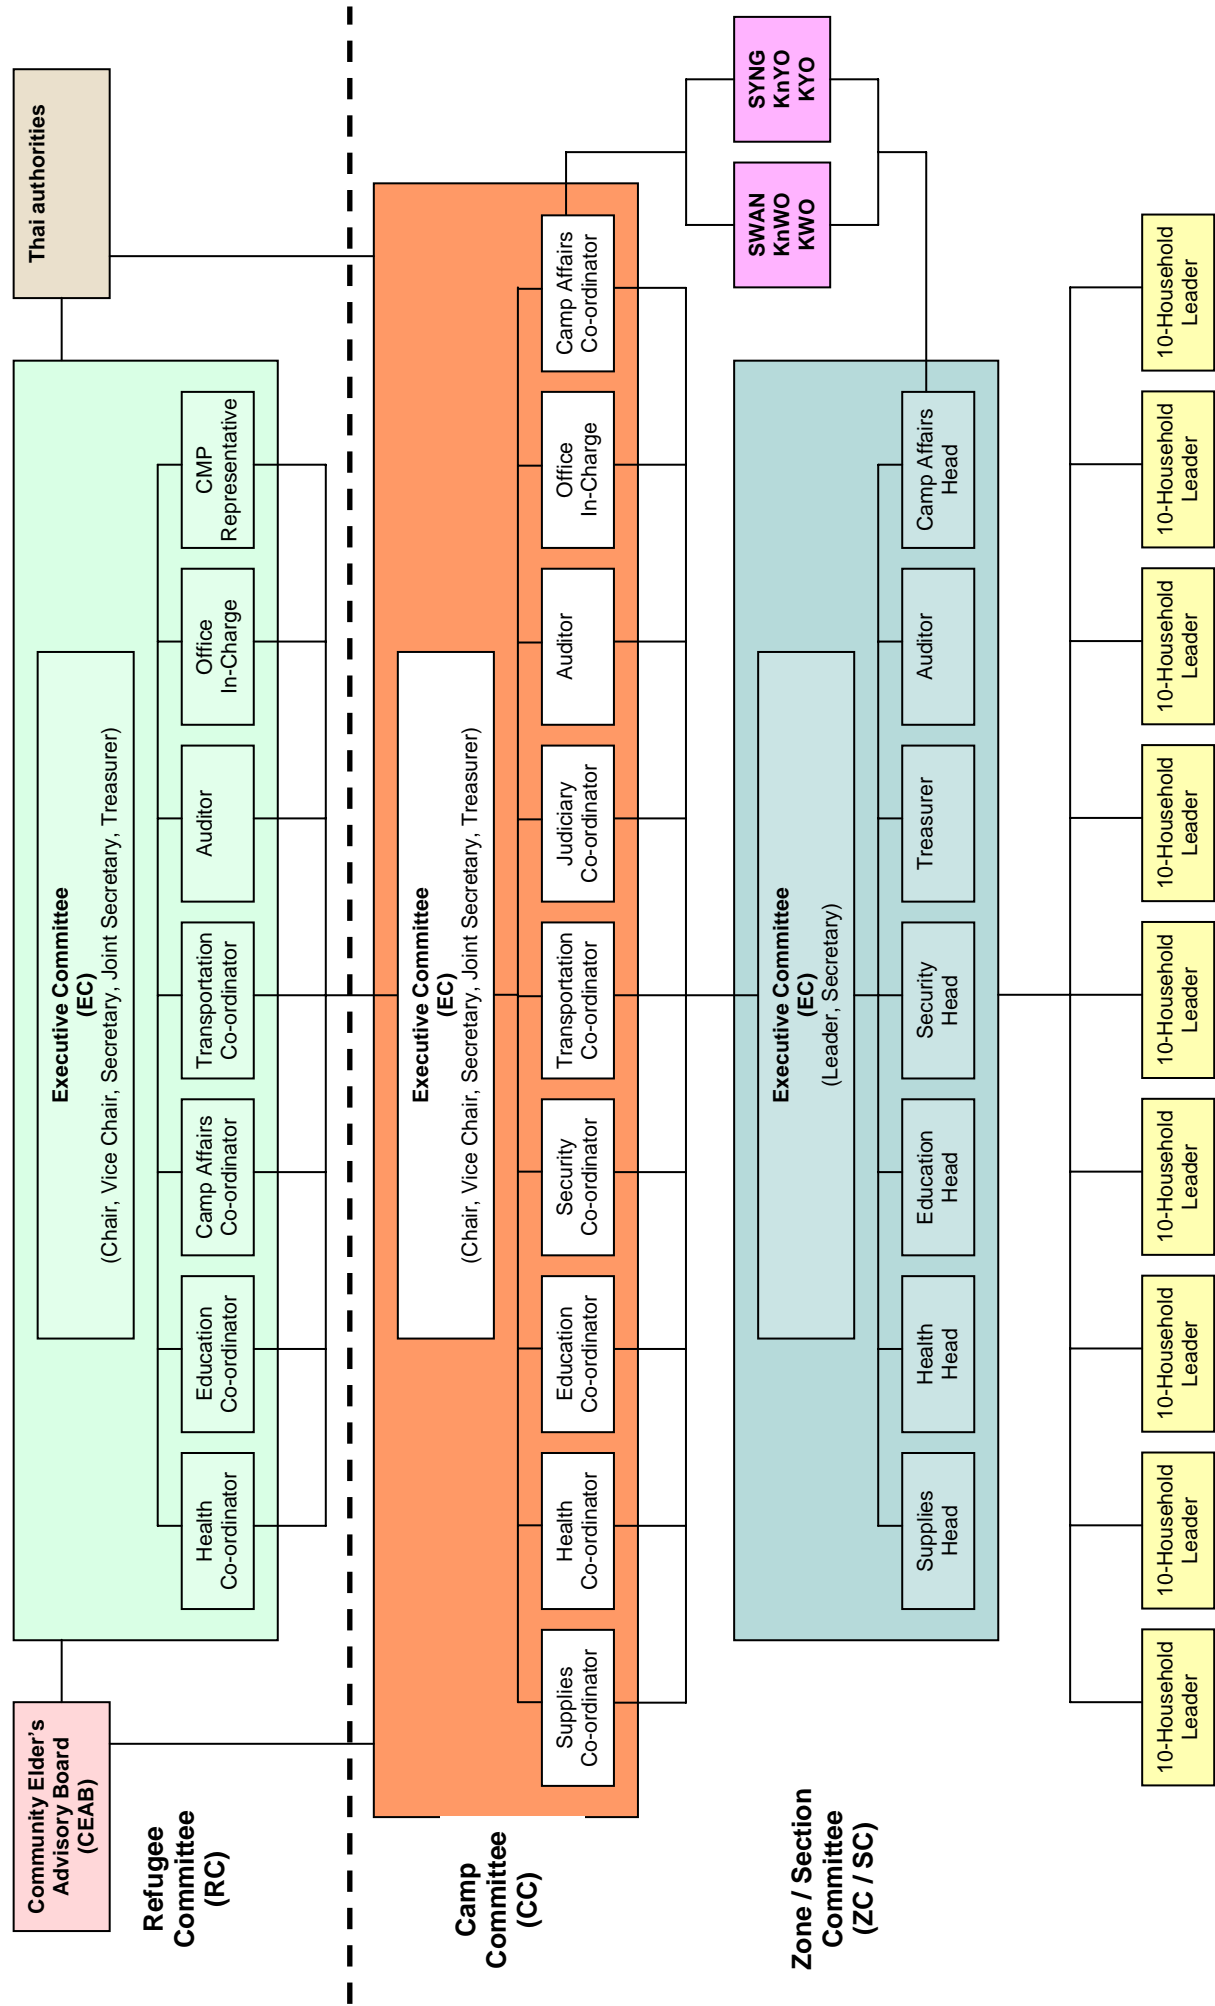 Community Elder’s
Advisory Board
(CEAB)
Thai authorities
Refugee
Committee
(RC)
Executive Committee
(EC)
(Chair, Vice Chair, Secretary, Joint Secretary, Treasurer)
Health
Co-ordinator
Education
Co-ordinator
Camp Affairs
Co-ordinator
Transportation
Co-ordinator
Auditor
Office
In-Charge
CMP
Representative
Camp
Committee
(CC)
Executive Committee
(EC)
(Chair, Vice Chair, Secretary, Joint Secretary, Treasurer)
Supplies
Co-ordinator
Health
Co-ordinator
Education
Co-ordinator
Security
Co-ordinator
Transportation
Co-ordinator
Judiciary
Co-ordinator
Auditor
Office
In-Charge
Camp Affairs
Co-ordinator
SWAN
KnWO
KWO
SYNG
KnYO
KYO
Zone / Section
Committee
(ZC / SC)
Executive Committee
(EC)
(Leader, Secretary)
Supplies
Head
Health
Head
Education
Head
Security
Head
Treasurer
Auditor
Camp Affairs
Head
10-Household
Leader
10-Household
Leader
10-Household
Leader
10-Household
Leader
10-Household
Leader
10-Household
Leader
10-Household
Leader
10-Household
Leader
10-Household
Leader